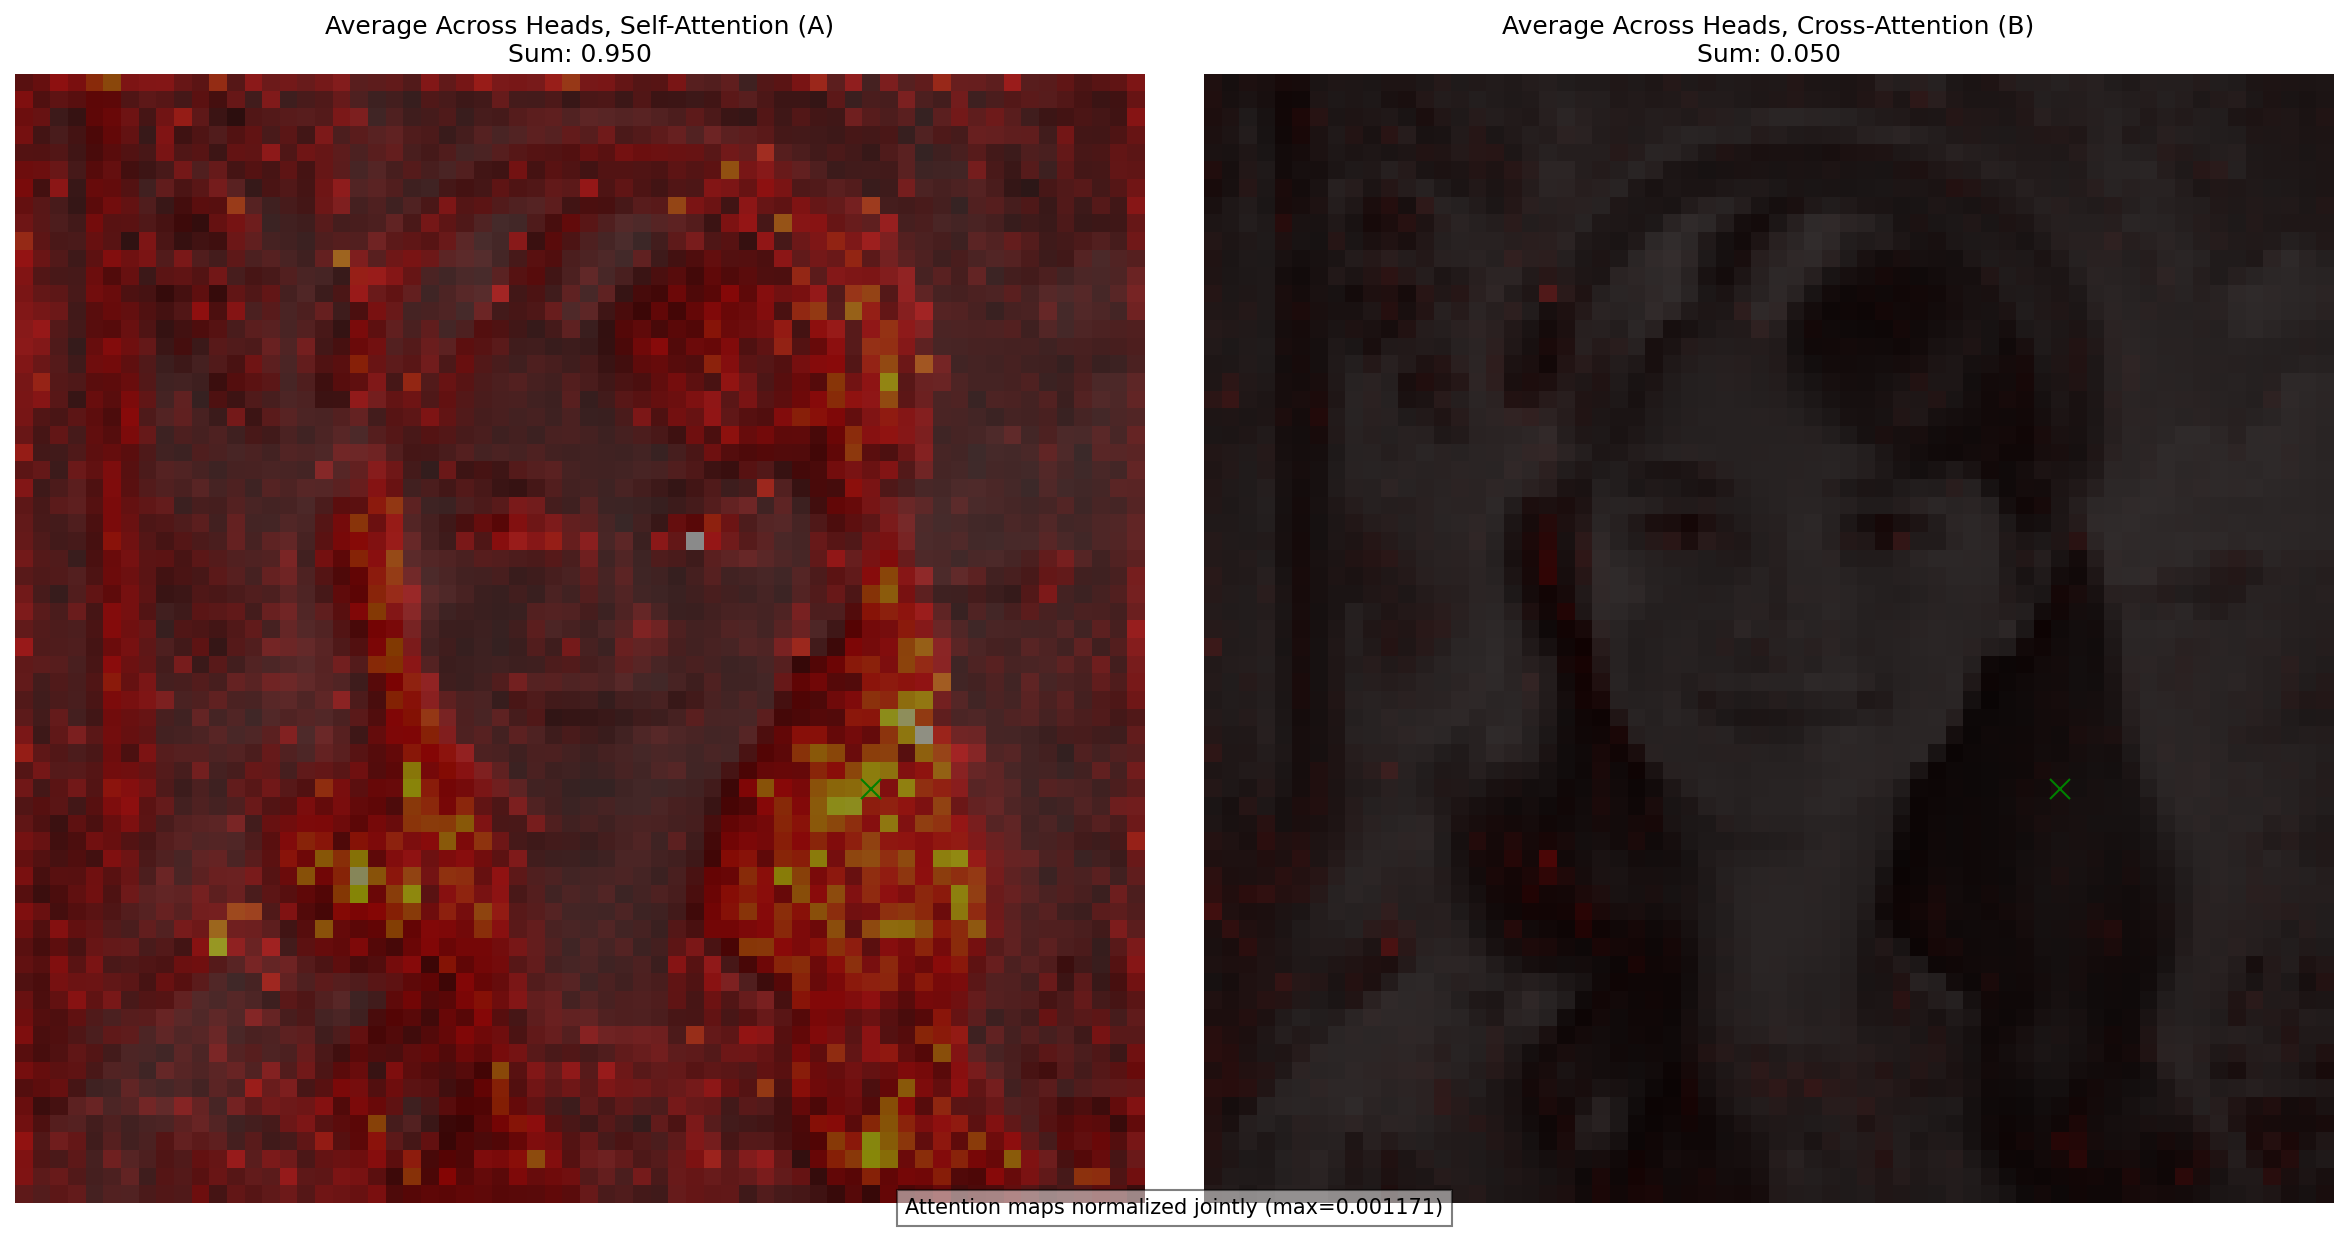 Average Across Heads, Self-Attention (A)
Sum: 0.950
Average Across Heads, Cross-Attention (B)
Sum: 0.050
Attention maps normalized jointly (max=0.001171)